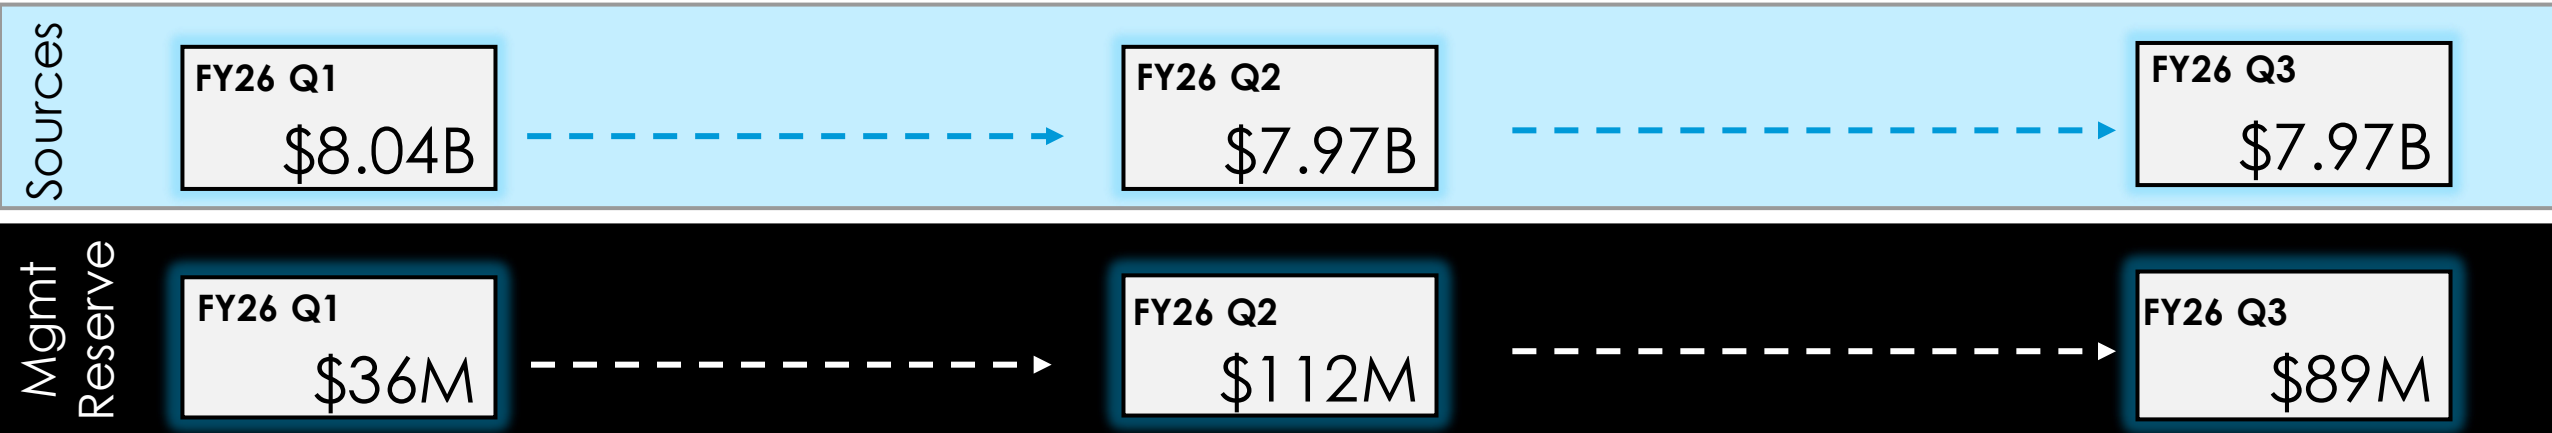 Sources
FY26 Q1
$8.04B
FY26 Q2
$7.97B
FY26 Q3
$7.97B
Mgmt
Reserve
FY26 Q1
$36M
FY26 Q2
$112M
FY26 Q3
$89M